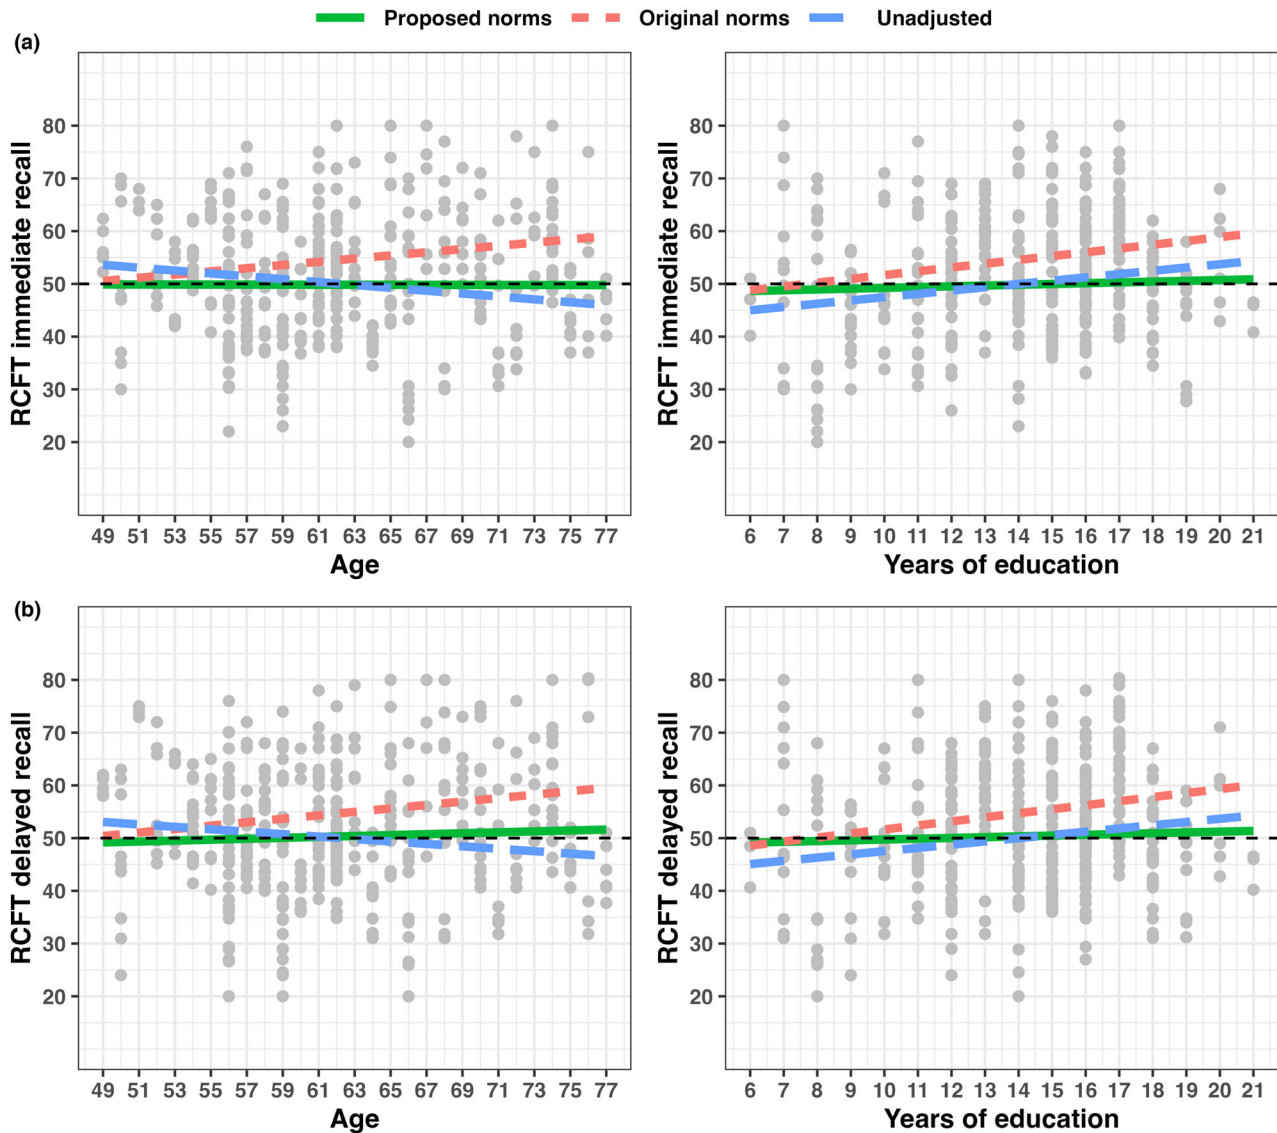 Proposed norms Original norms Unadjusted
(a)
RCFT immediate recall
80
70
60
50
40
30
20
49 51 53 55 57 59 61 63 65 67 69 71 73 75 77
Age
RCFT immediate recall
80
70
60
50
40
30
20
6 7 8 9 10 11 12 13 14 15 16 17 18 19 20 21
Years of education
(b)
RCFT delayed recall
80
70
60
50
40
30
20
49 51 53 55 57 59 61 63 65 67 69 71 73 75 77
Age
RCFT delayed recall
80
70
60
50
40
30
20
6 7 8 9 10 11 12 13 14 15 16 17 18 19 20 21
Years of education